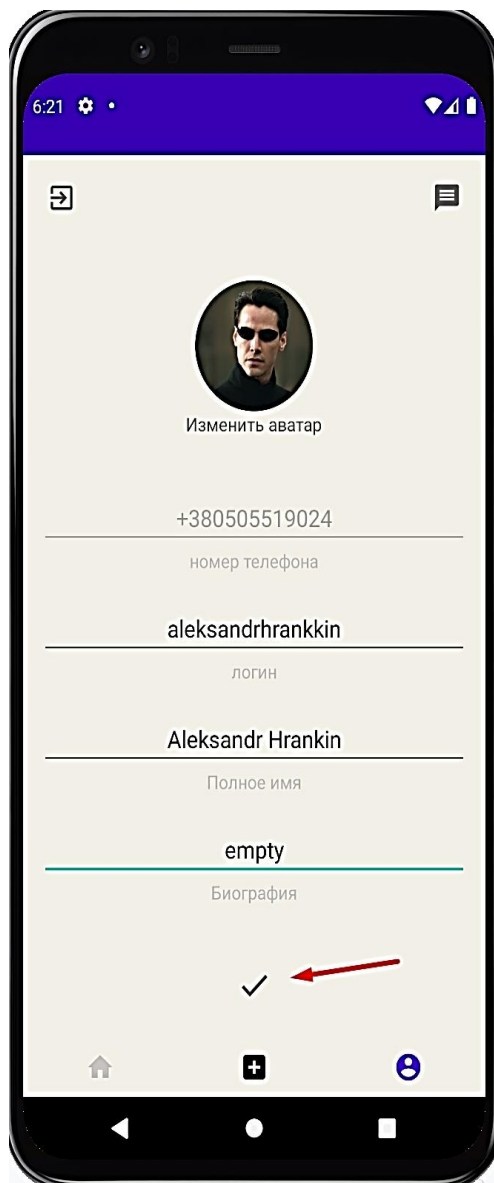 6:21
Изменить аватар
+380505519024
номер телефона
aleksandrhrankkin
логин
Aleksandr Hrankin
Полное имя
empty
Биография